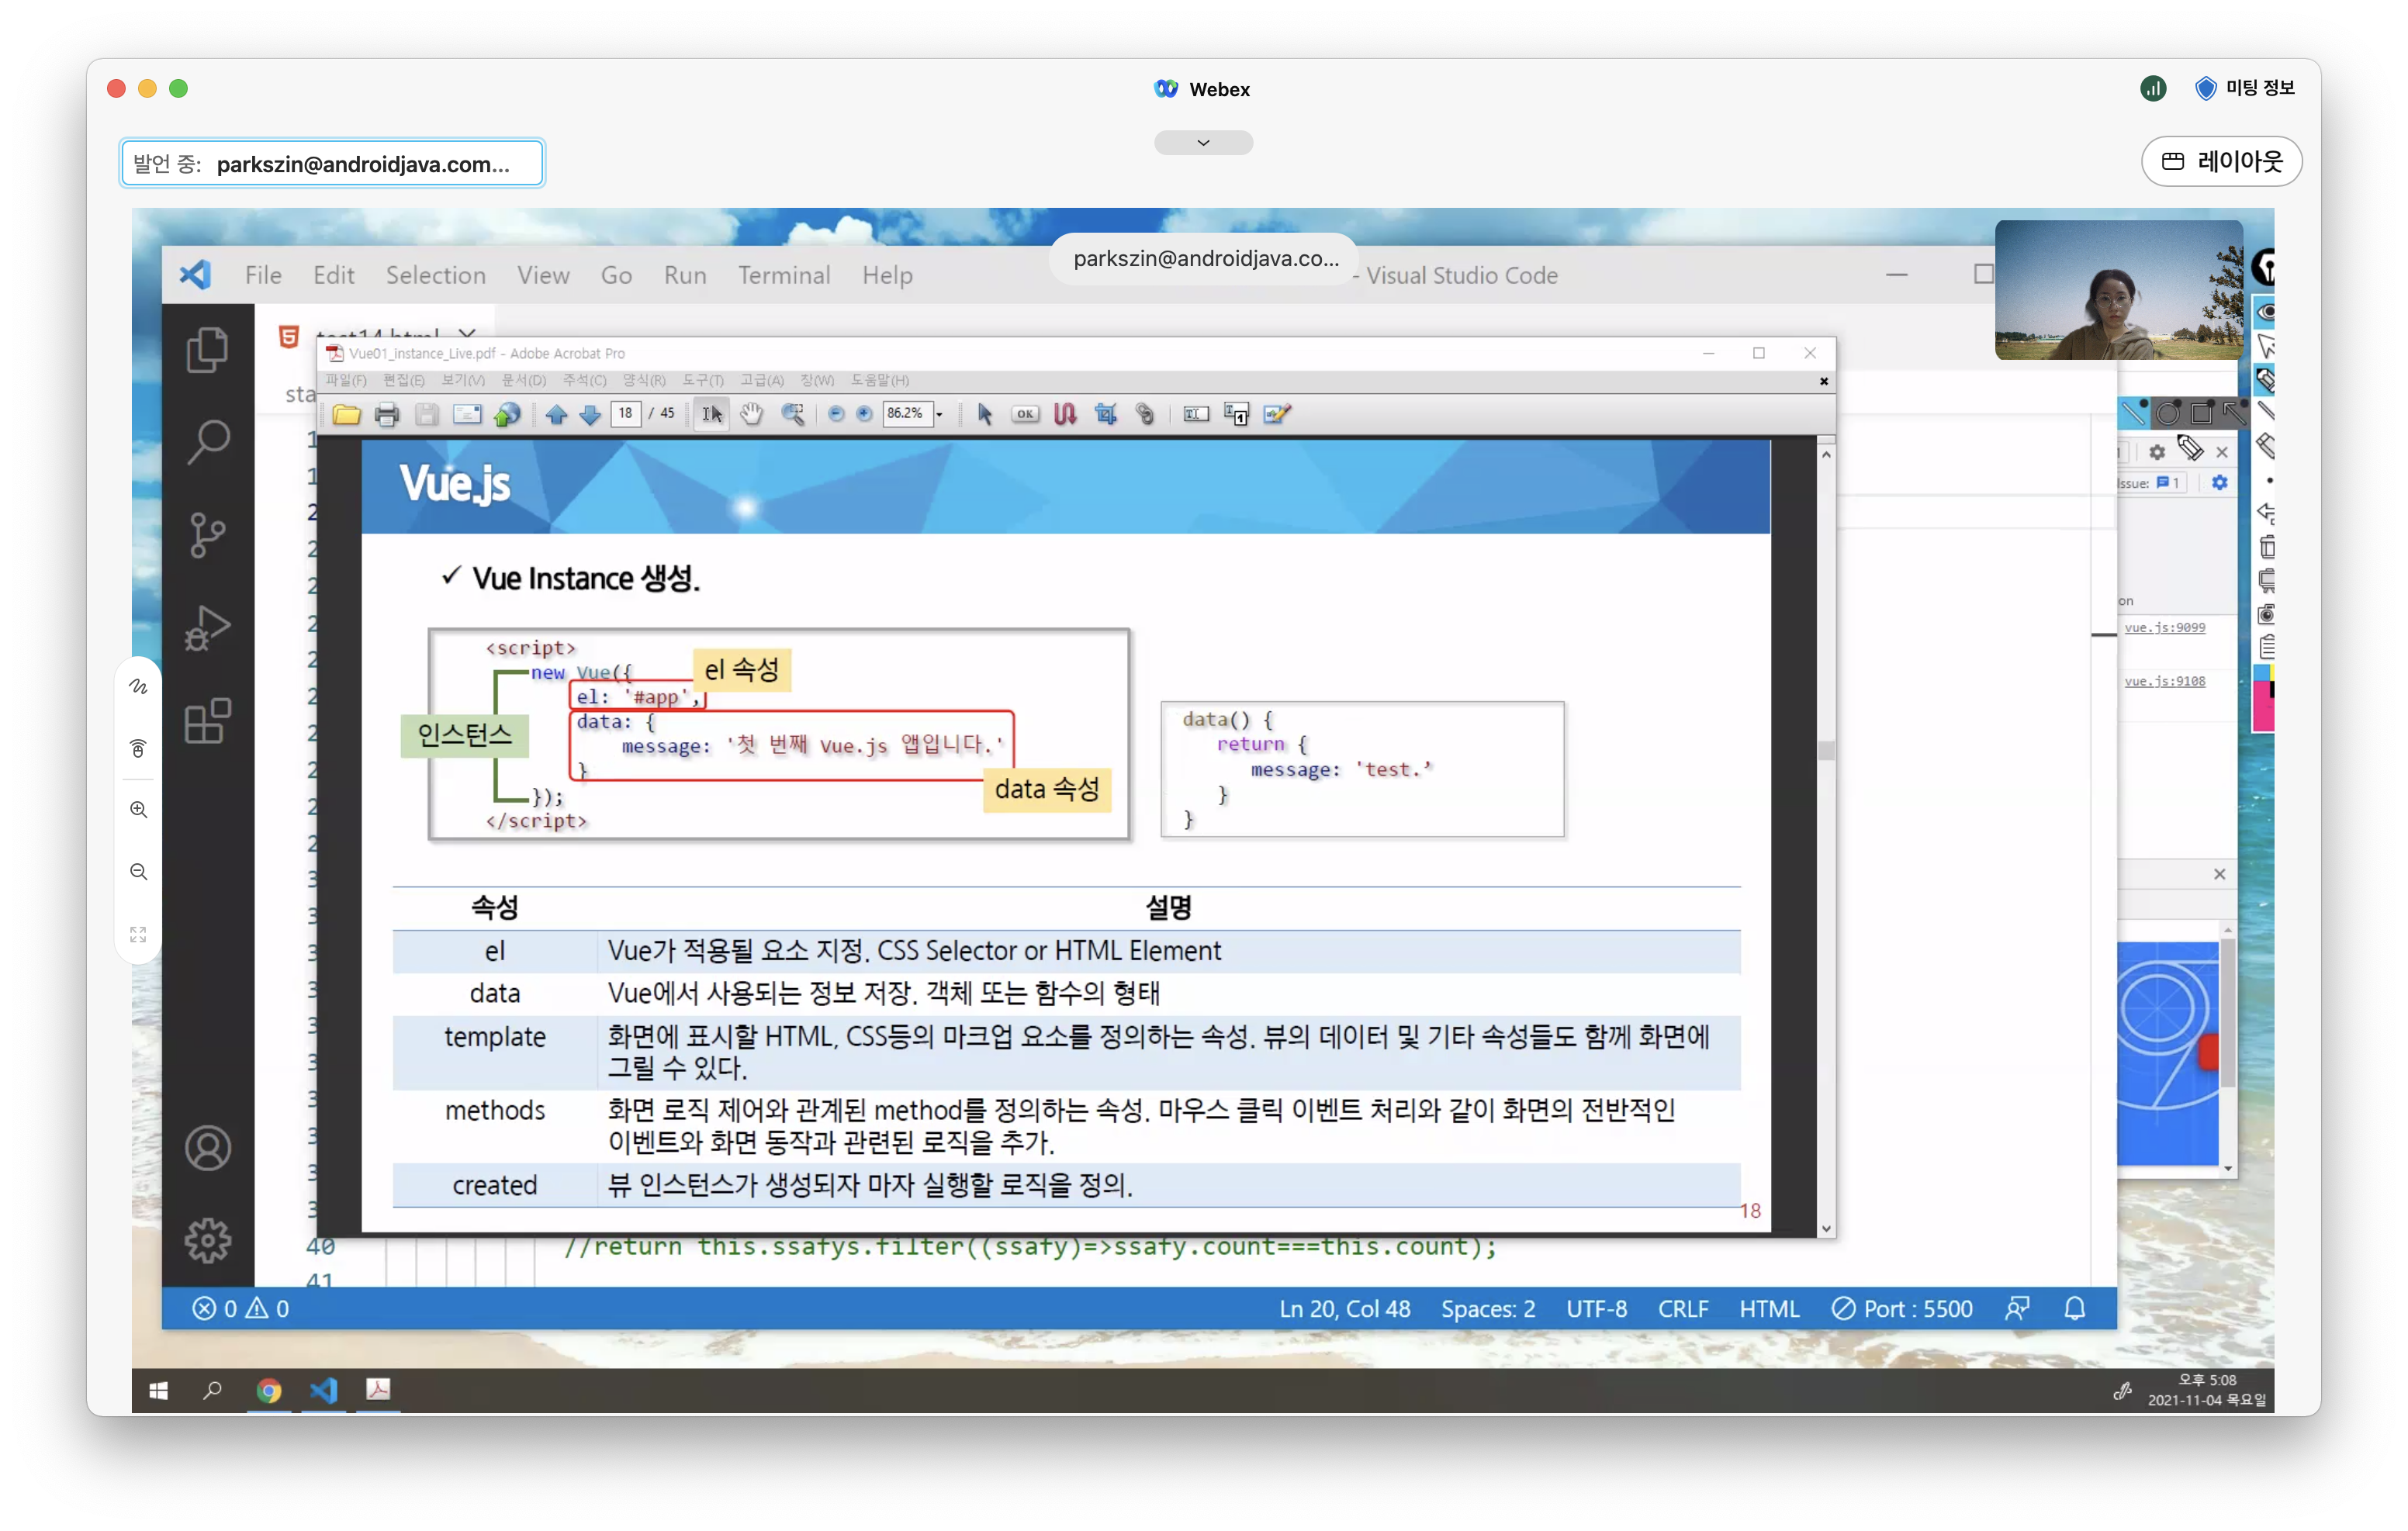 Webex
미팅 정보
발언 중: parkszin@androidjava.com...
레이아웃
parkszin@androidjava.co...
File Edit Selection View Go Run Terminal Help
- Visual Studio Code
test14.html
sta
Vue01_instance_Live.pdf - Adobe Acrobat Pro
파일(F) 편집(E) 보기(V) 문서(D) 주석(C) 양식(R) 도구(T) 고급(A) 창(W) 도움말(H)
18 / 45
OK
86.2%
Vue.js
✓ Vue Instance 생성.
<script>
new Vue({
el 속성
el: '#app',
data: {
인스턴스
message: '첫 번째 Vue.js 앱입니다.'
}
data 속성
});
</script>
data() {
return {
message: 'test.’
}
}
속성 설명
el Vue가 적용될 요소 지정. CSS Selector or HTML Element
data Vue에서 사용되는 정보 저장. 객체 또는 함수의 형태
template 화면에 표시할 HTML, CSS등의 마크업 요소를 정의하는 속성. 뷰의 데이터 및 기타 속성들도 함께 화면에
그릴 수 있다.
methods 화면 로직 제어와 관계된 method를 정의하는 속성. 마우스 클릭 이벤트 처리와 같이 화면의 전반적인
이벤트와 화면 동작과 관련된 로직을 추가.
created 뷰 인스턴스가 생성되자 마자 실행할 로직을 정의.
18
Issue: 1
on
vue.js:9099
vue.js:9108
40 //return this.ssafys.filter((ssafy)=>ssafy.count===this.count);
41
0 0
Ln 20, Col 48 Spaces: 2 UTF-8 CRLF HTML Port : 5500
오후 5:08
2021-11-04 목요일